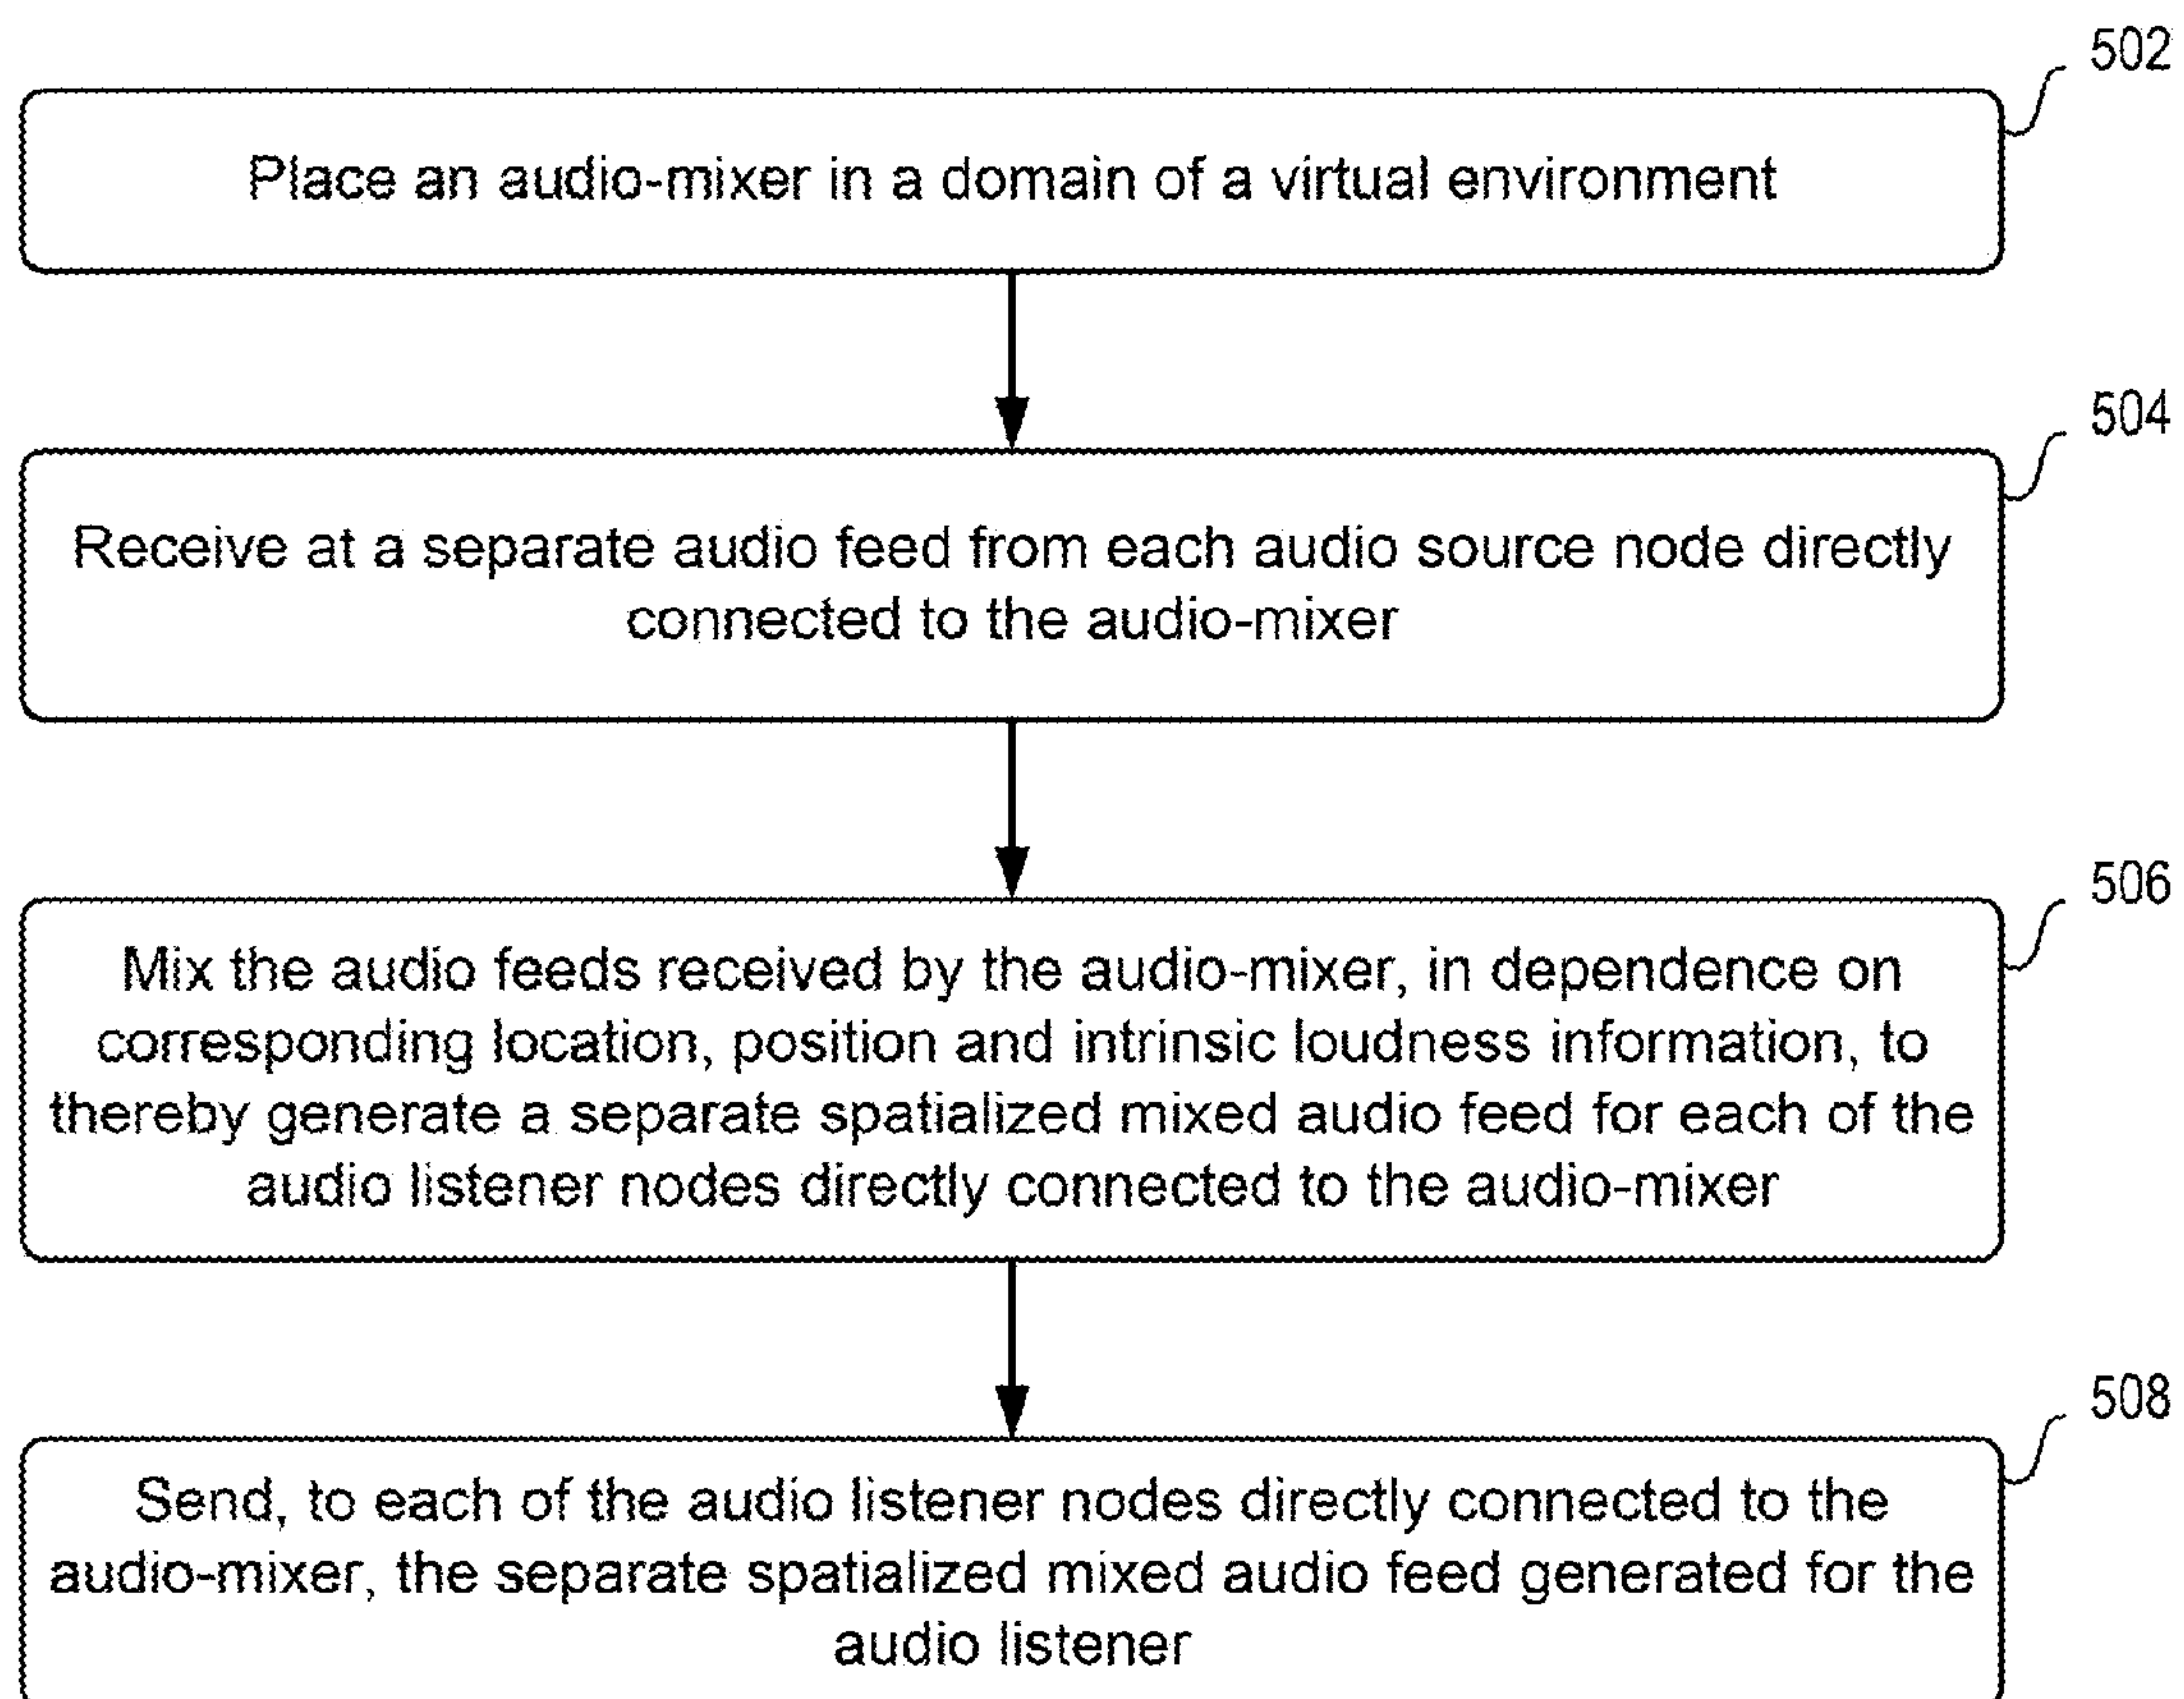 502
Place an audio-mixer in a domain of a virtual environment
504
Receive at a separate audio feed from each audio source node directly
connected to the audio-mixer
506
Mix the audio feeds received by the audio-mixer, in dependence on
corresponding location, position and intrinsic loudness information, to
thereby generate a separate spatialized mixed audio feed for each of the
audio listener nodes directly connected to the audio-mixer
508
Send, to each of the audio listener nodes directly connected to the
audio-mixer, the separate spatialized mixed audio feed generated for the
audio listener